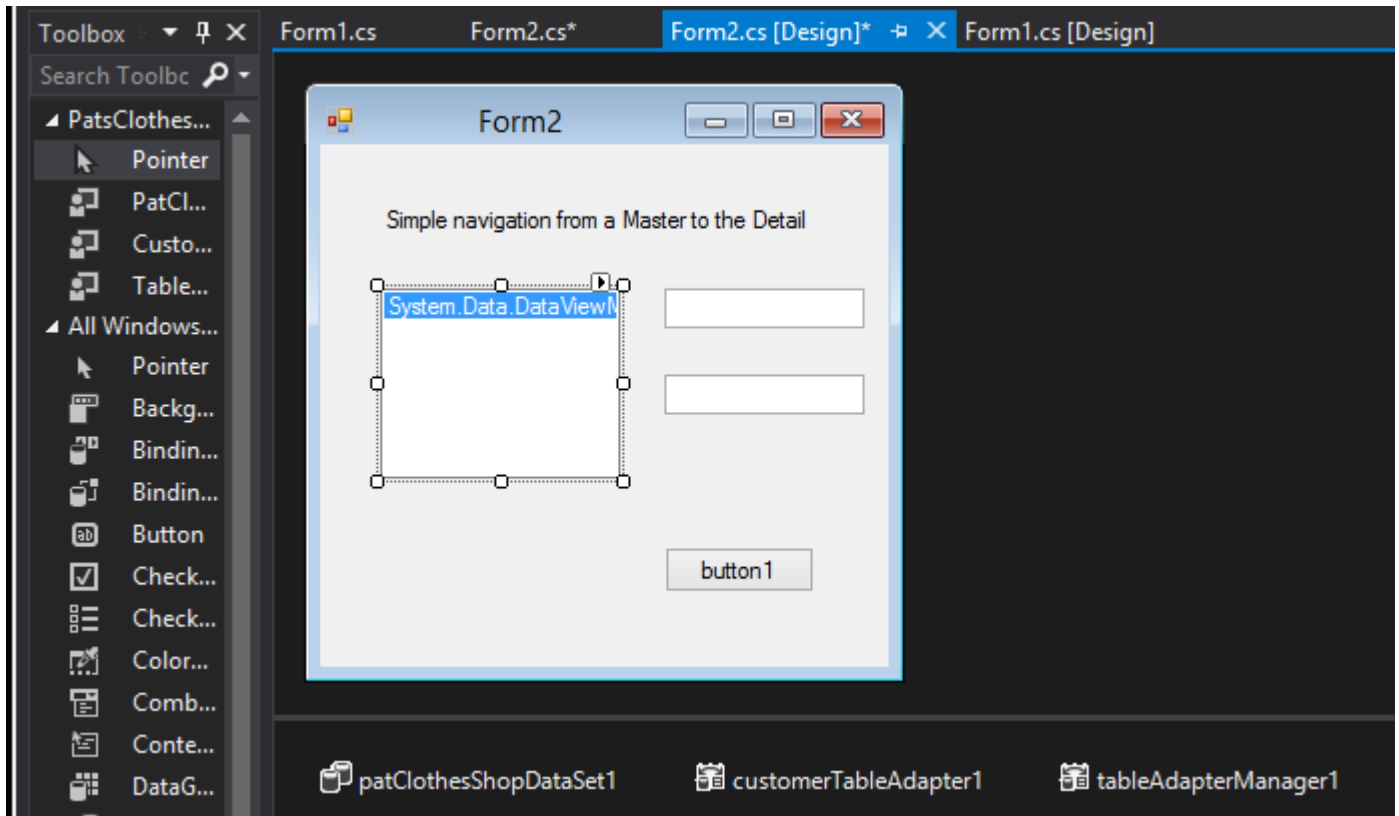 Toolbox
Form1.cs
Form2.cs*
Form2.cs [Design]*
Form1.cs [Design]
Search Toolbc
PatsClothes...
Pointer
PatCl...
Custo...
Table...
All Windows...
Pointer
Backg...
Bindin...
Bindin...
Button
Check...
Check...
Color...
Comb...
Conte...
DataG...
Form2
Simple navigation from a Master to the Detail
System.Data.DataViewM
button1
patClothesShopDataSet1
customerTableAdapter1
tableAdapterManager1